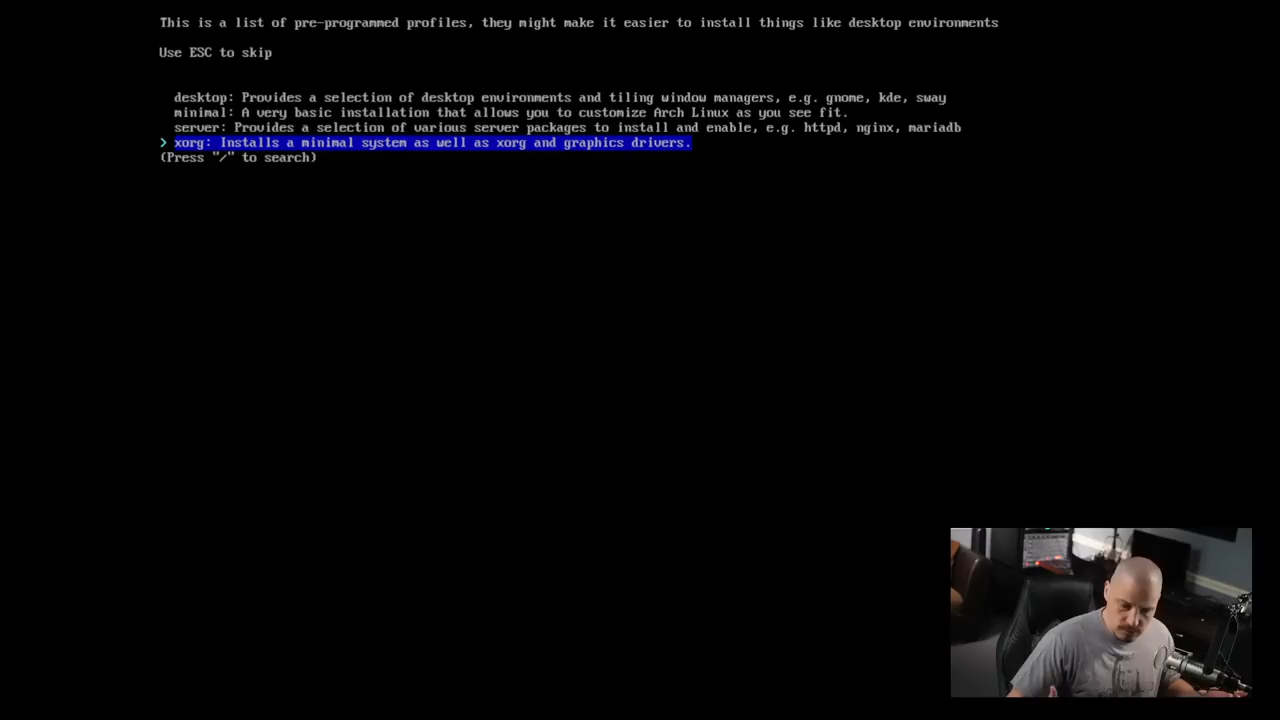 This is a list of pre-programmed profiles, they might make it easier to install things like desktop environments
Use ESC to skip
desktop: Provides a selection of desktop environments and tiling window managers, e.g. gnome, kde, sway
minimal: A very basic installation that allows you to customize Arch Linux as you see fit.
server: Provides a selection of various server packages to install and enable, e.g. httpd, nginx, mariadb
> xorg: Installs a minimal system as well as xorg and graphics drivers.
(Press "/" to search)